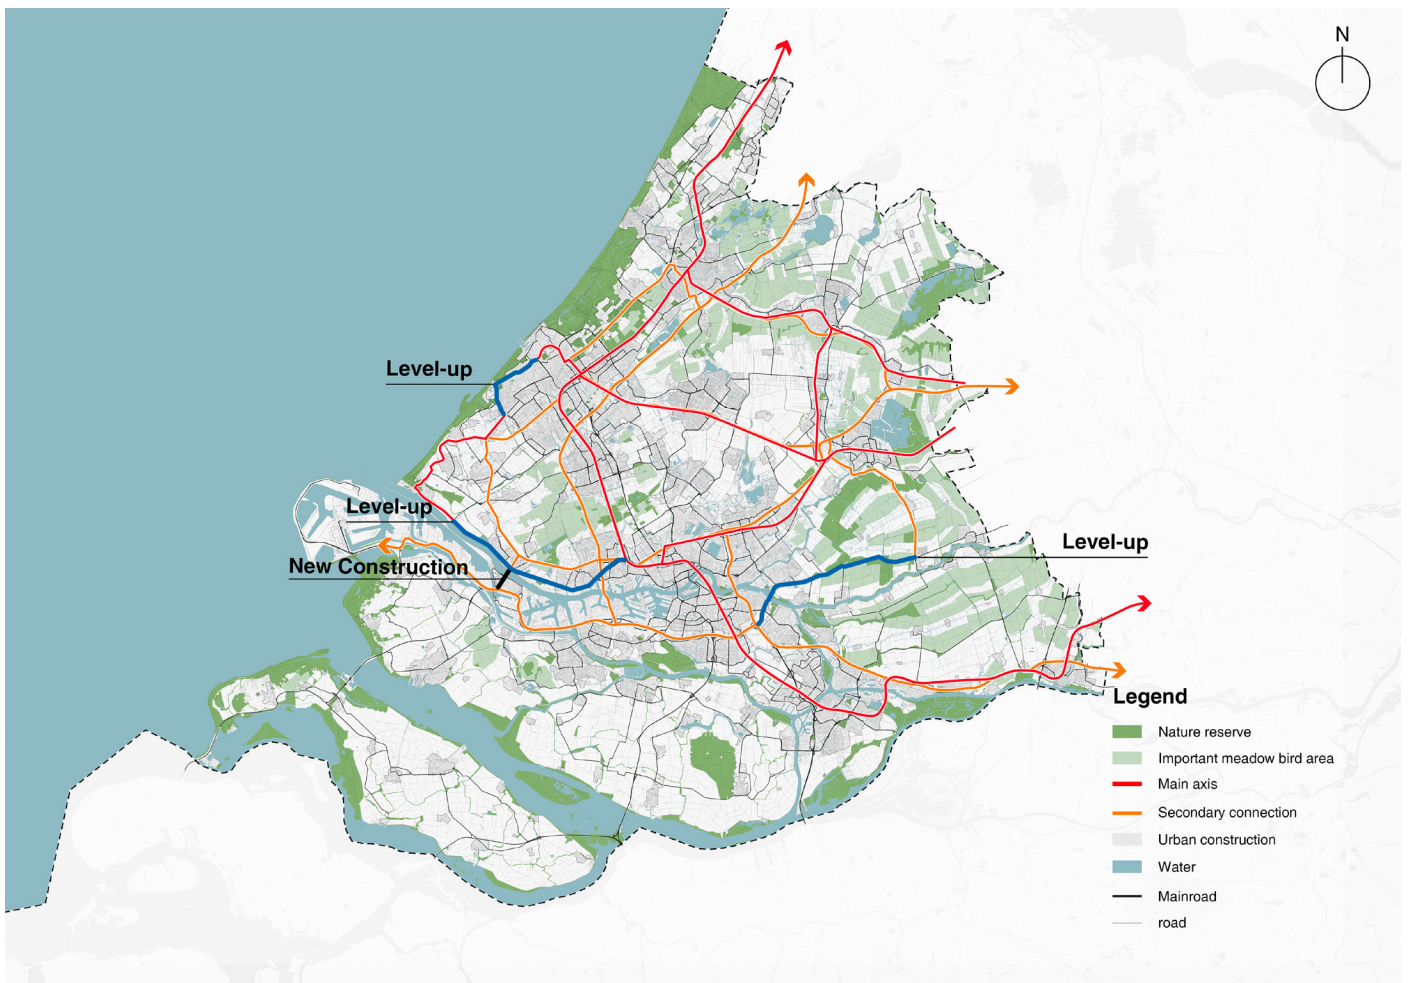 N
Level-up
Level-up
Level-up
New Construction
Legend
Nature reserve
Important meadow bird area
Main axis
Secondary connection
Urban construction
Water
Mainroad
road